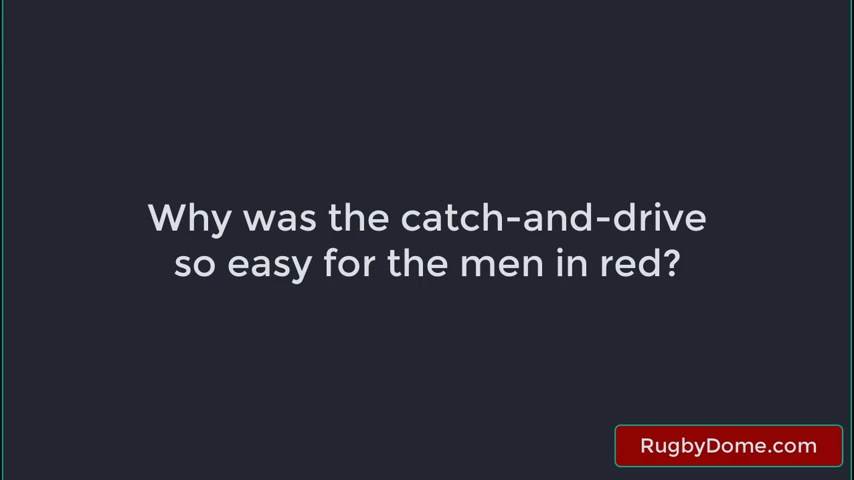 Why was the catch-and-drive
so easy for the men in red?
RugbyDome.com